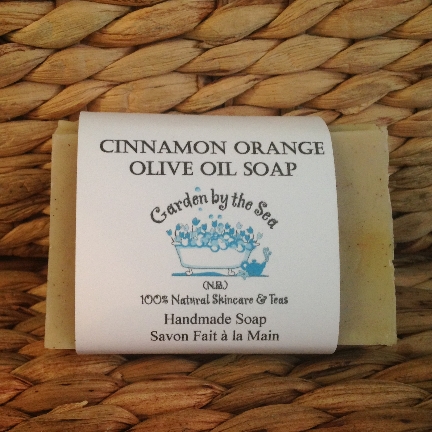 CINNAMON ORANGE
OLIVE OIL SOAP
Garden by the Sea
(N.B.)
100% Natural Skincare & Teas
Handmade Soap
Savon Fait à la Main